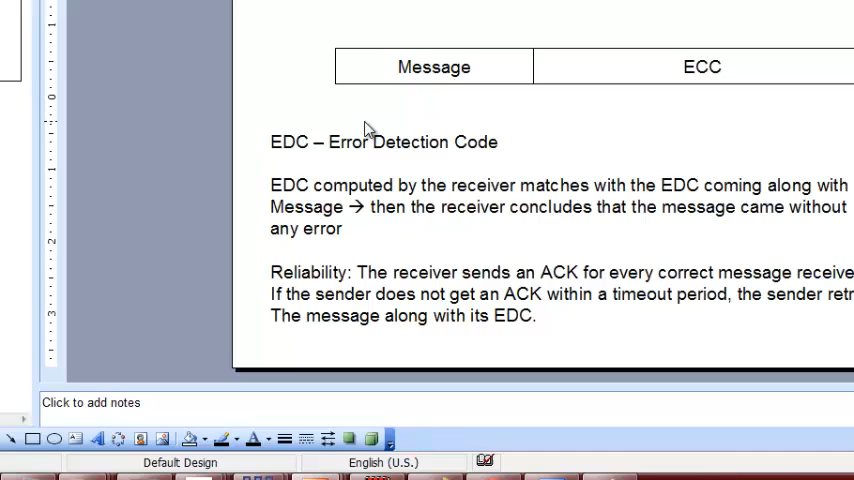 Message ECC
EDC – Error Detection Code
EDC computed by the receiver matches with the EDC coming along with
Message → then the receiver concludes that the message came without
any error
Reliability: The receiver sends an ACK for every correct message receive
If the sender does not get an ACK within a timeout period, the sender retr
The message along with its EDC.
Click to add notes
Default Design English (U.S.)